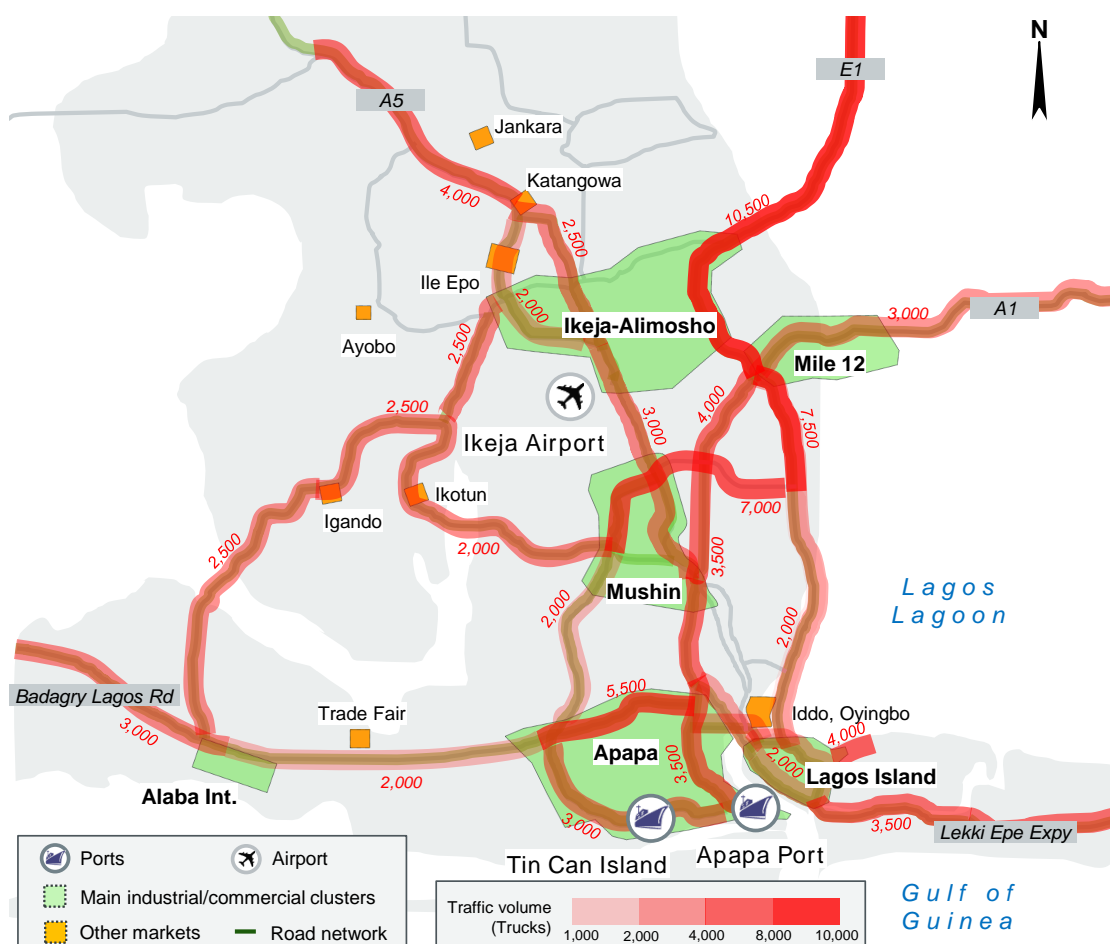 N
E1
A5
Jankara
Katangowa
4,000
10,500
2,500
Ile Epo
2,000
Ikeja-Alimosho
3,000
A1
Ayobo
2,500
Mile 12
4,000
7,500
2,500
3,000
Ikeja Airport
Igando
Ikotun
7,000
2,500
2,000
3,500
Mushin
2,000
2,000
Lagos
Lagoon
Badagry Lagos Rd
3,000
Trade Fair
5,500
Iddo, Oyingbo
4,000
Apapa
3,500
2,000
Lagos Island
Alaba Int.
2,000
3,000
3,500
Lekki Epe Expy
Tin Can Island
Apapa Port
Ports
Airport
Main industrial/commercial clusters
Other markets
Road network
Traffic volume
(Trucks)
1,000
2,000
4,000
8,000
10,000
Gulf of
Guinea